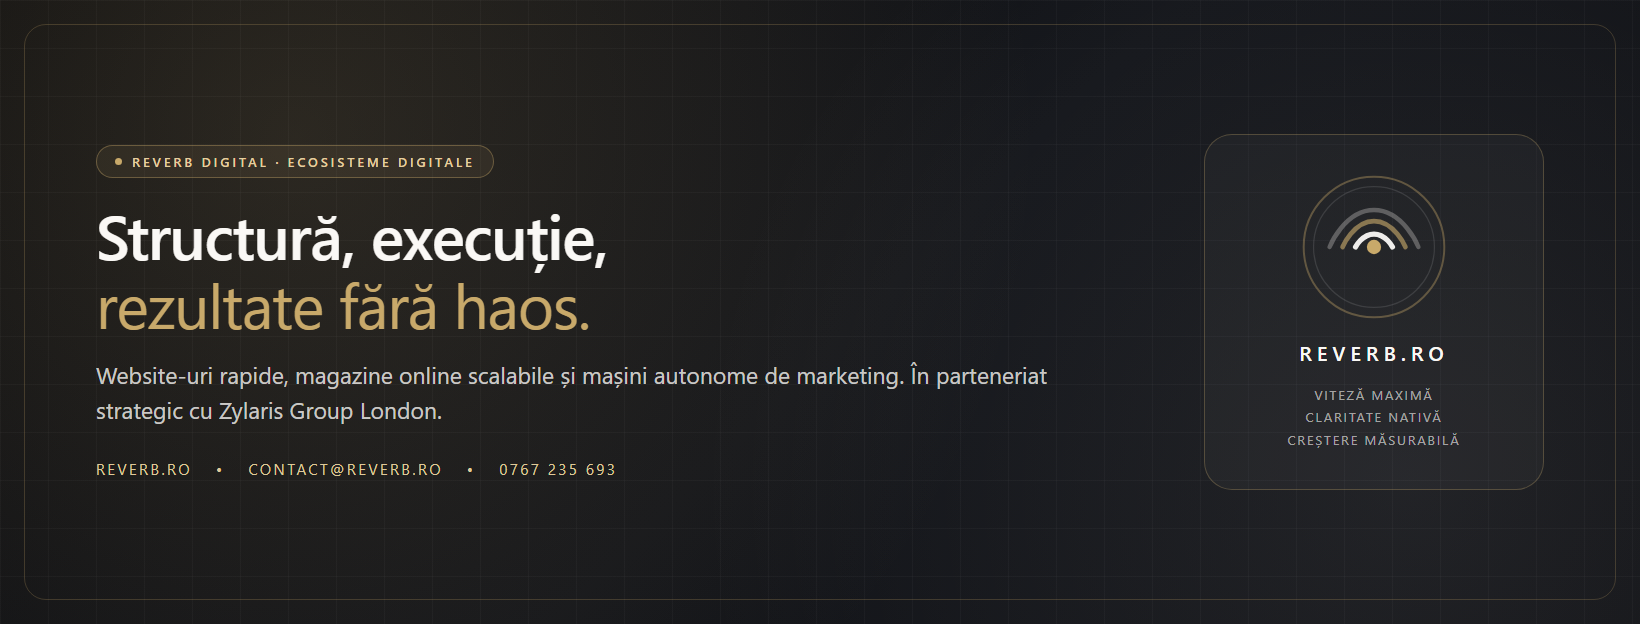 REVERB DIGITAL · ECOSISTEME DIGITALE
Structură, execuție,
rezultate fără haos.
Website-uri rapide, magazine online scalabile și mașini autonome de marketing. În parteneriat
strategic cu Zylaris Group London.
REVERB.RO • CONTACT@REVERB.RO • 0767 235 693
REVERB.RO
VITEZĂ MAXIMĂ
CLARITATE NATIVĂ
CREȘTERE MĂSURABILĂ